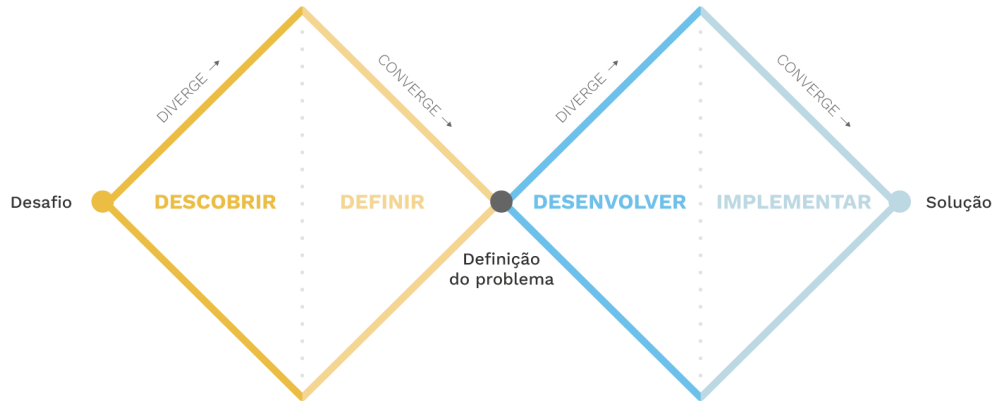 DIVERGE →
CONVERGE →
DIVERGE →
CONVERGE →
Desafio
DESCOBRIR
DEFINIR
DESENVOLVER
IMPLEMENTAR
Solução
Definição
do problema